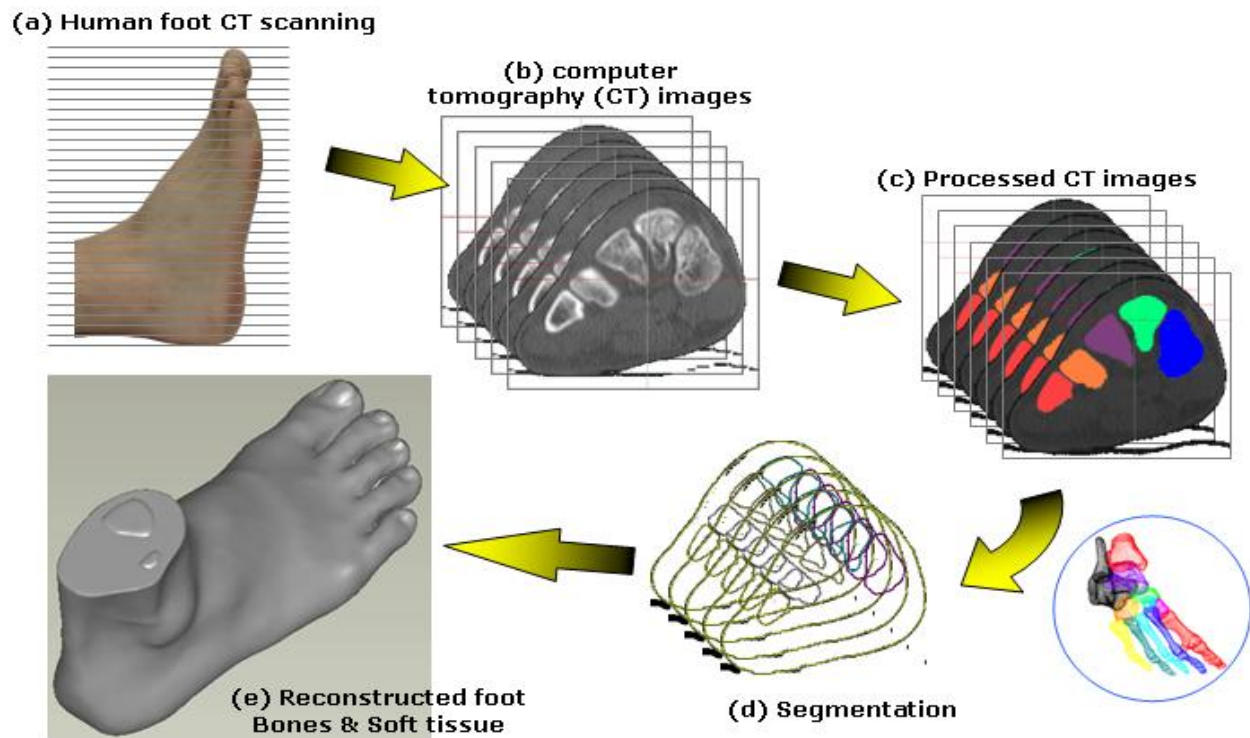 (a) Human foot CT scanning
(b) computer
tomography (CT) images
(c) Processed CT images
(d) Segmentation
(e) Reconstructed foot
Bones & Soft tissue